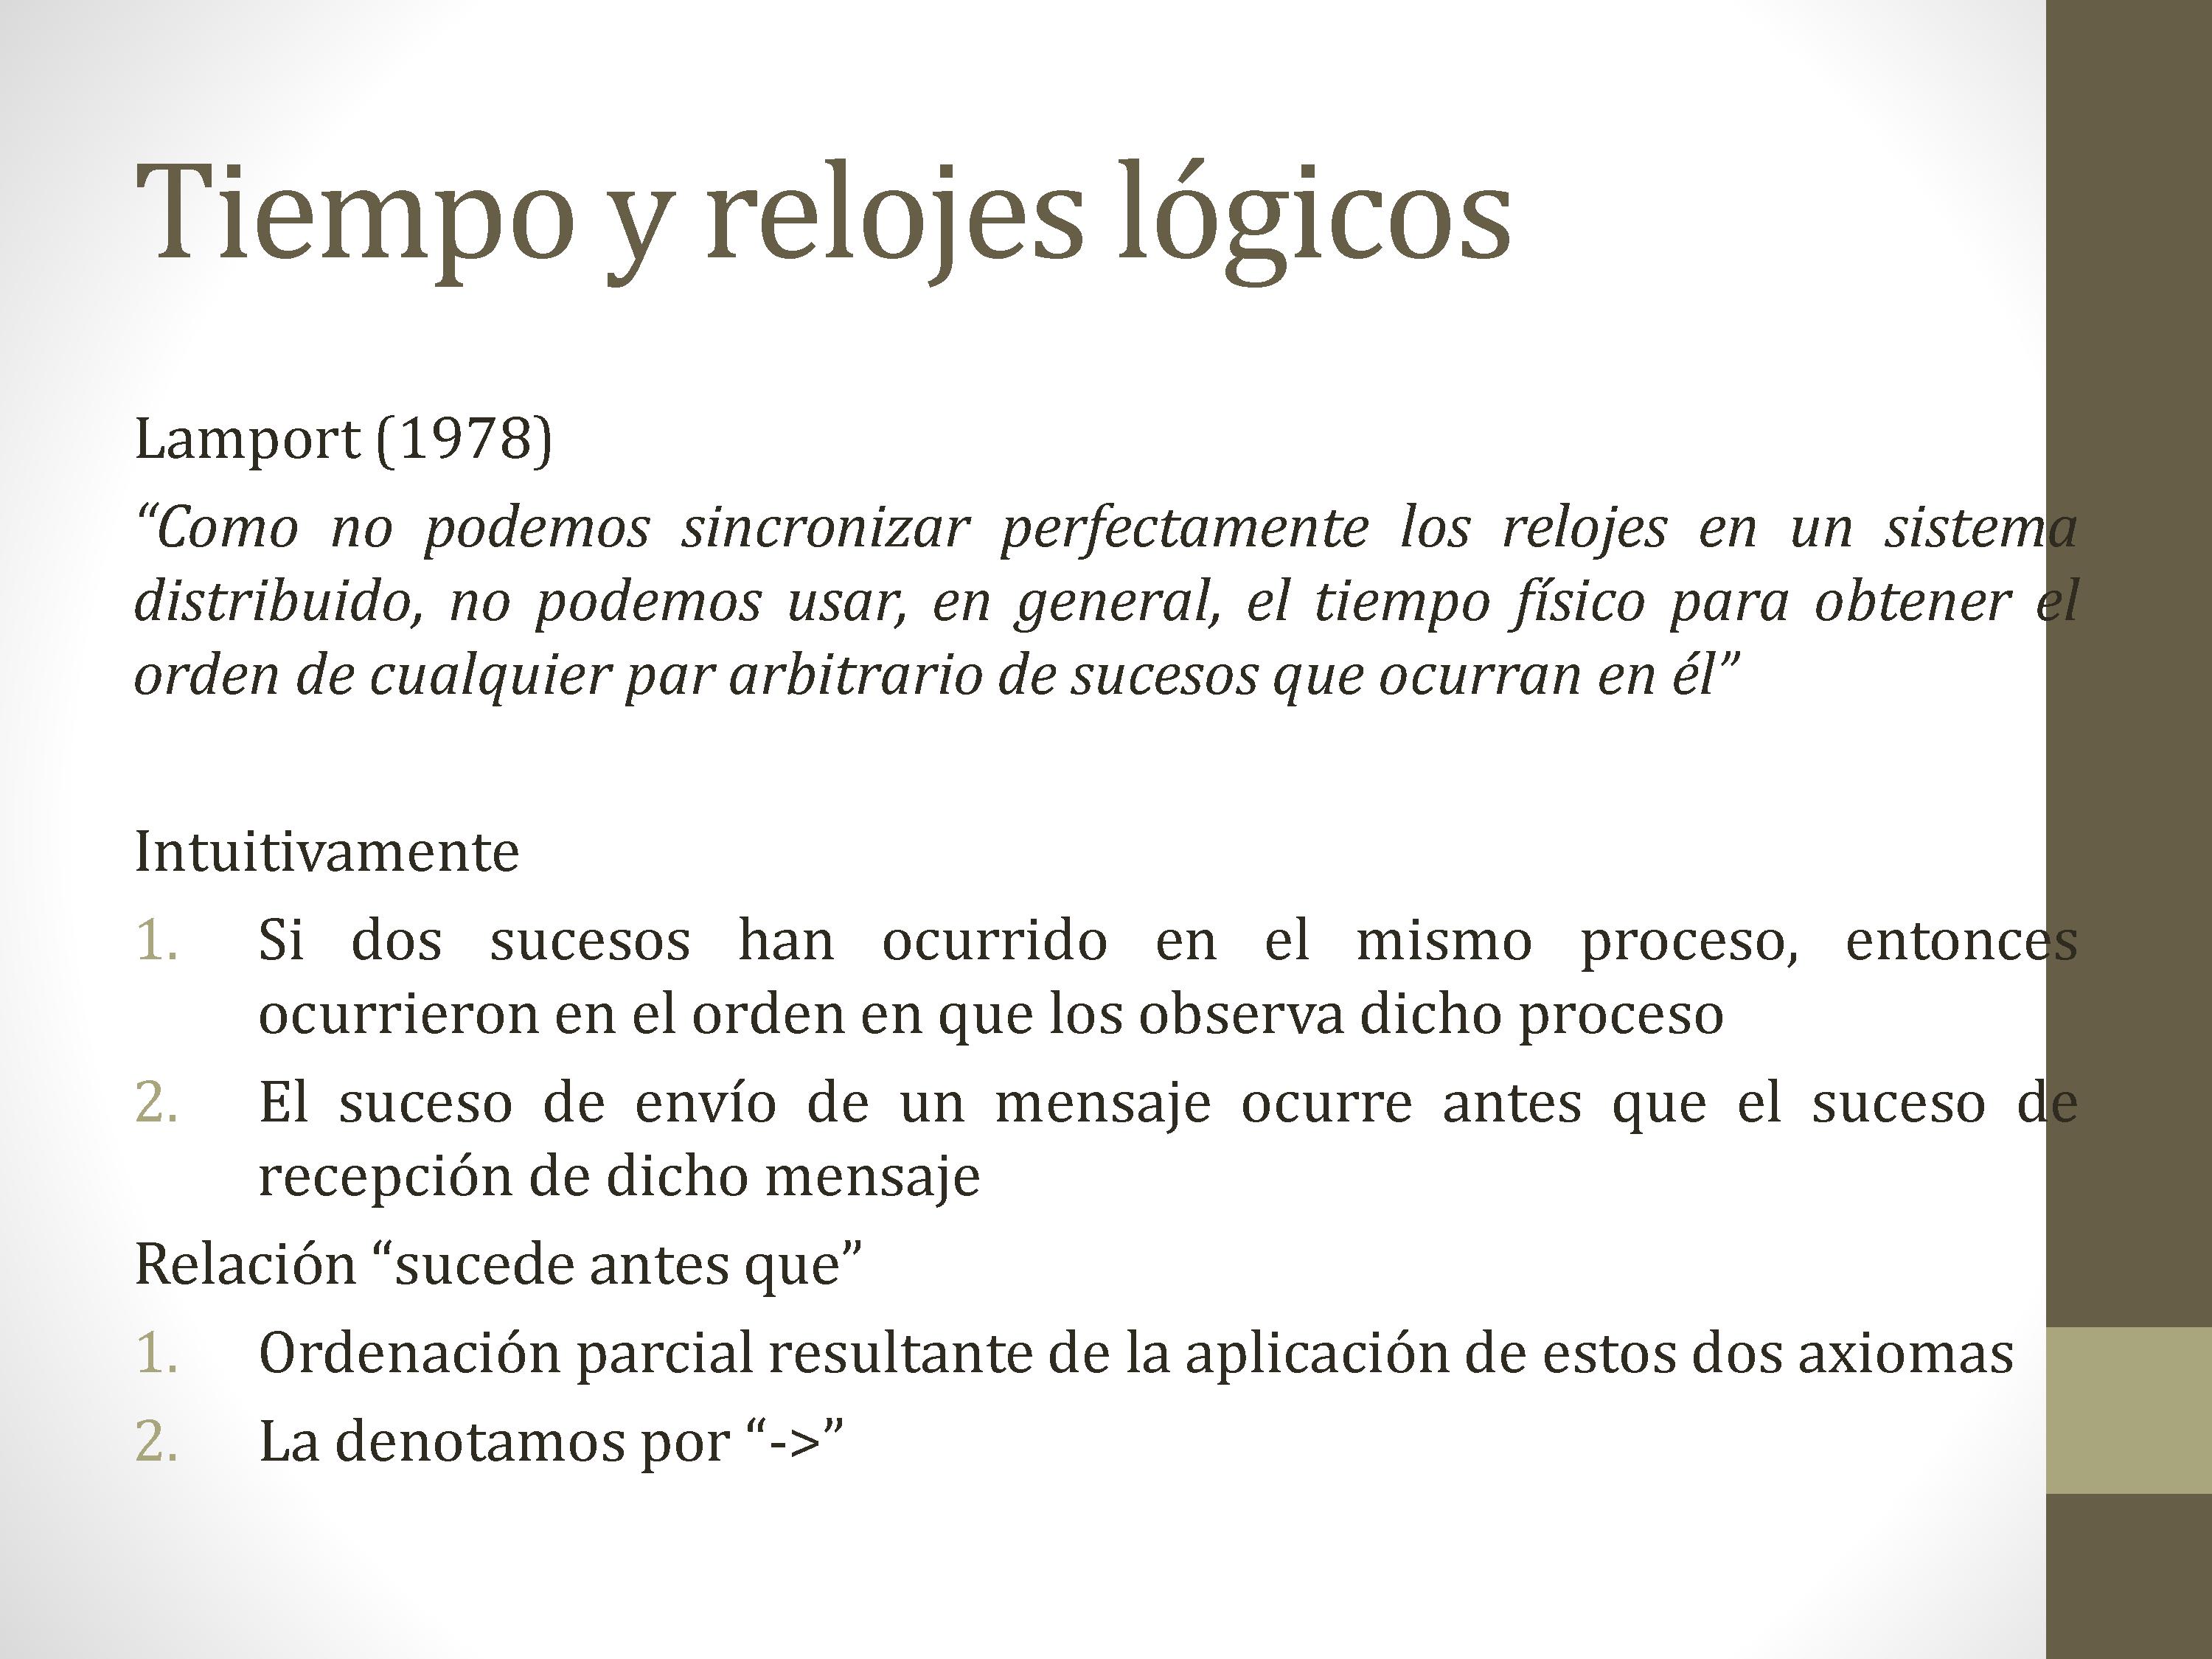 Tiempo y relojes lógicos
Lamport (1978)
“Como no podemos sincronizar perfectamente los relojes en un sistema
distribuido, no podemos usar, en general, el tiempo físico para obtener el
orden de cualquier par arbitrario de sucesos que ocurran en él”
Intuitivamente
1. Si dos sucesos han ocurrido en el mismo proceso, entonces
ocurrieron en el orden en que los observa dicho proceso
2. El suceso de envío de un mensaje ocurre antes que el suceso de
recepción de dicho mensaje
Relación “sucede antes que”
1. Ordenación parcial resultante de la aplicación de estos dos axiomas
2. La denotamos por “->”